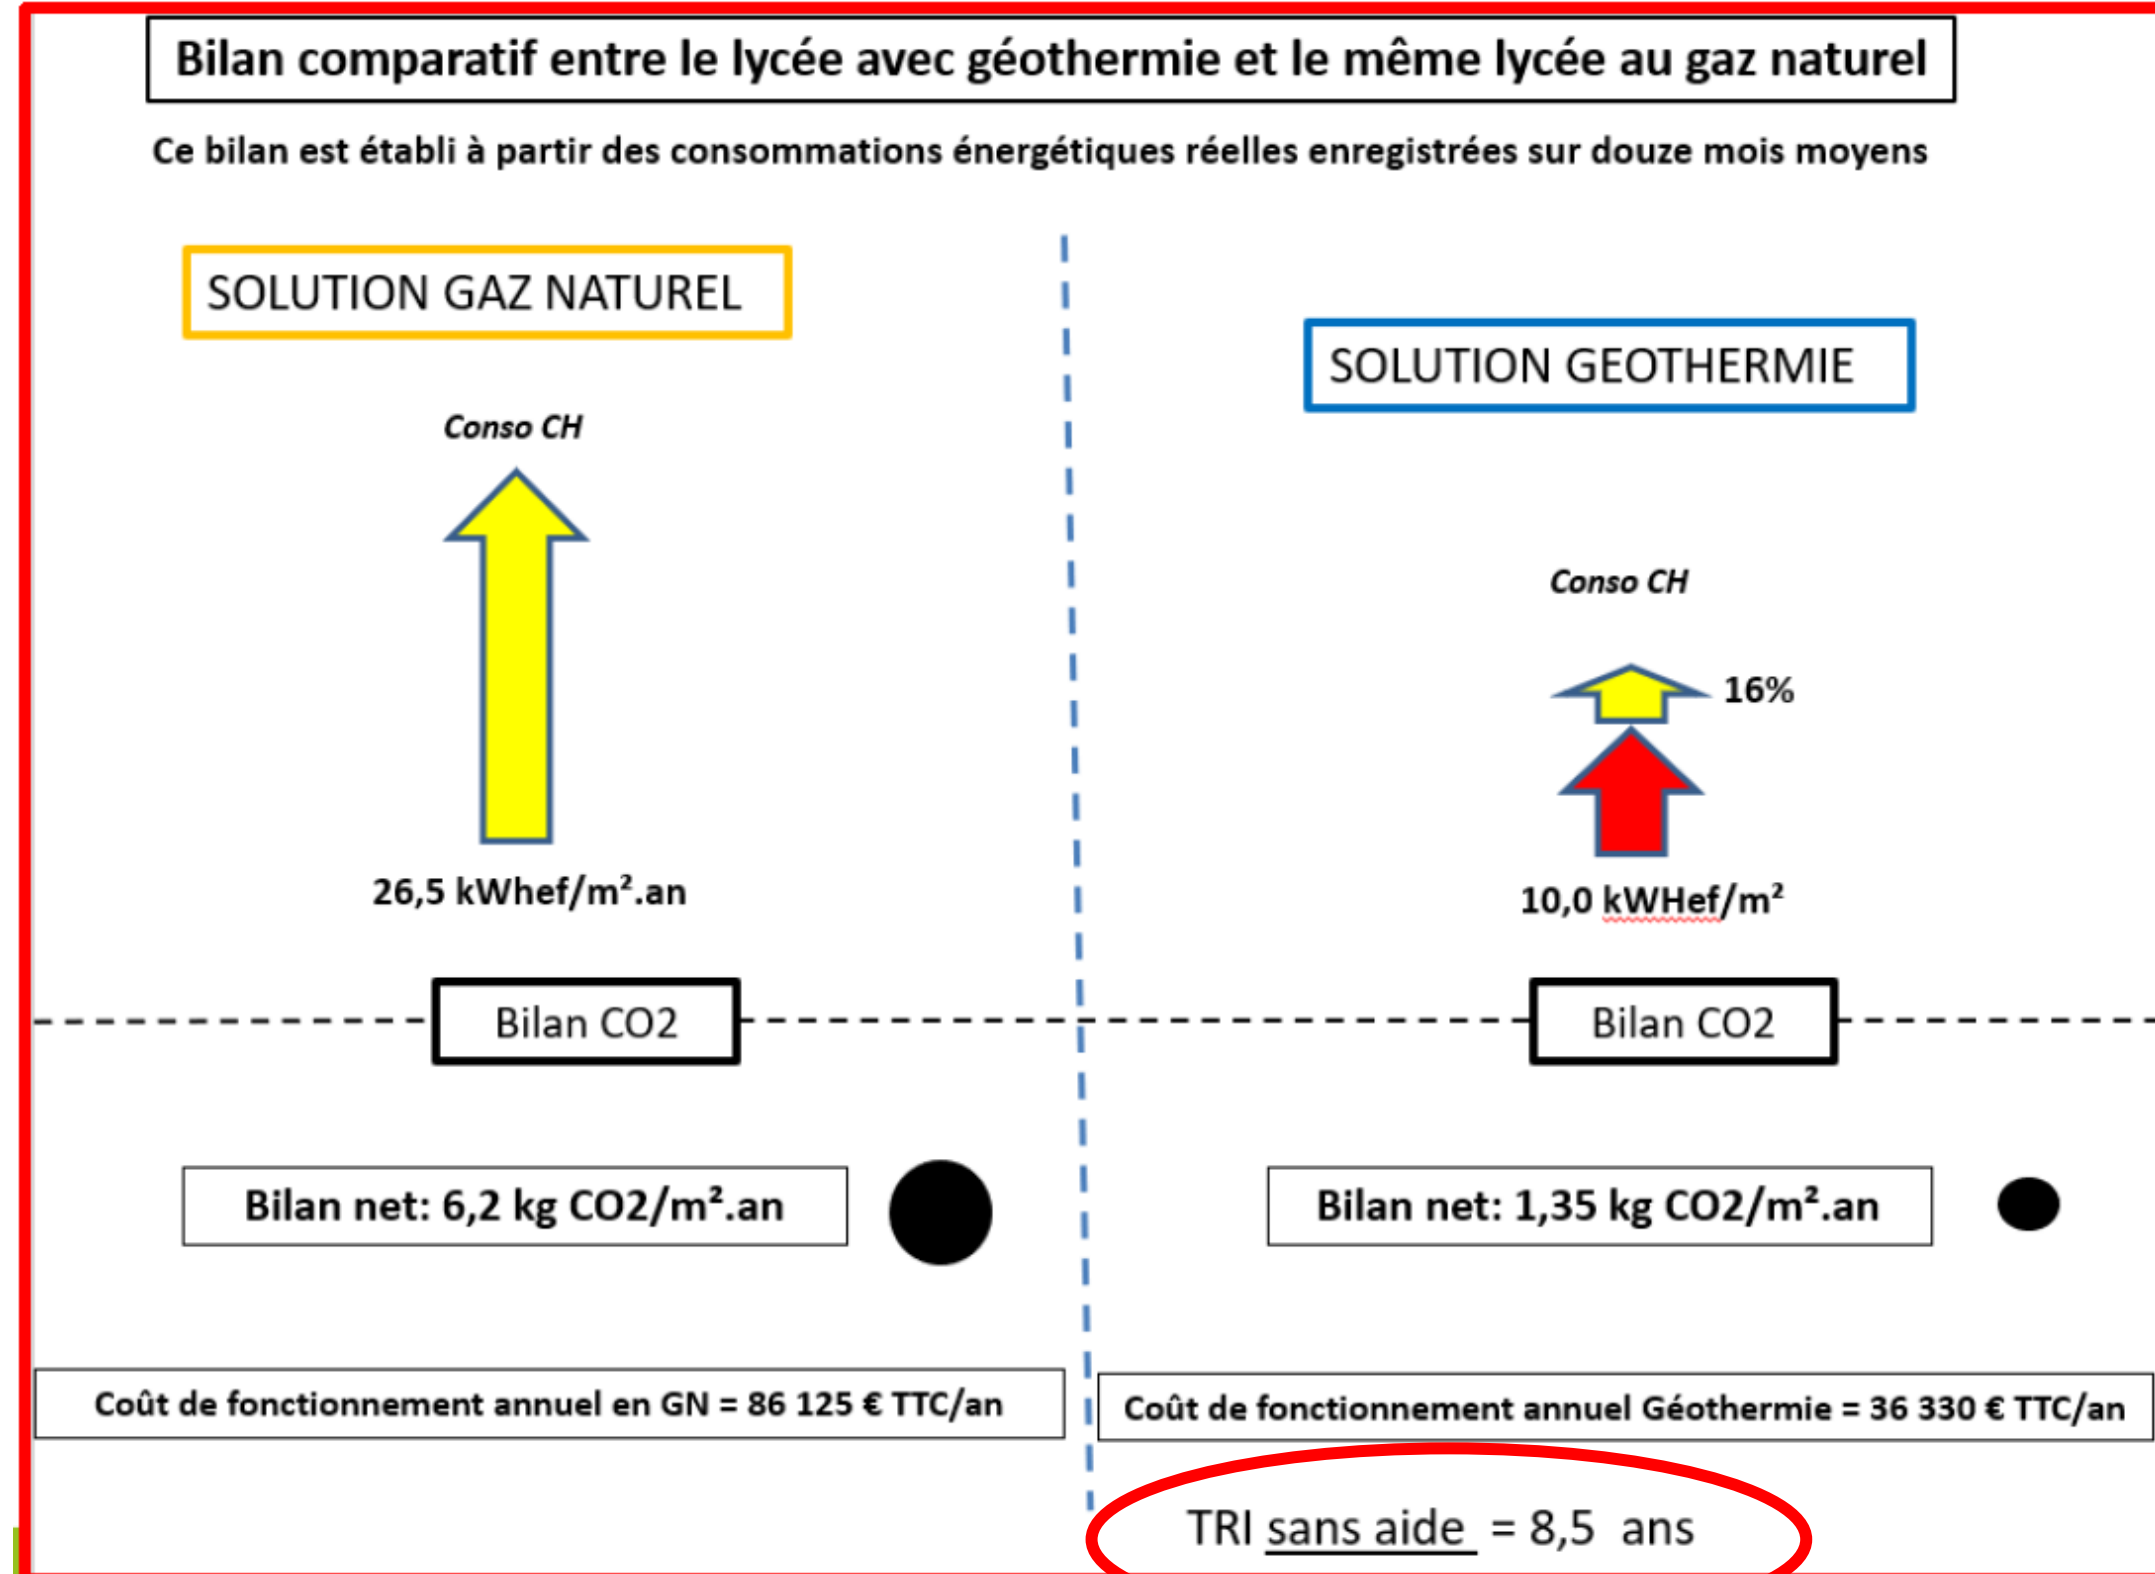 Bilan comparatif entre le lycée avec géothermie et le même lycée au gaz naturel
Ce bilan est établi à partir des consommations énergétiques réelles enregistrées sur douze mois moyens
SOLUTION GAZ NATUREL
Conso CH
26,5 kWhef/m².an
Bilan CO2
Bilan net: 6,2 kg CO2/m².an
Coût de fonctionnement annuel en GN = 86 125 € TTC/an
SOLUTION GEOTHERMIE
Conso CH
16%
10,0 kWHef/m²
Bilan CO2
Bilan net: 1,35 kg CO2/m².an
Coût de fonctionnement annuel Géothermie = 36 330 € TTC/an
TRI sans aide = 8,5 ans